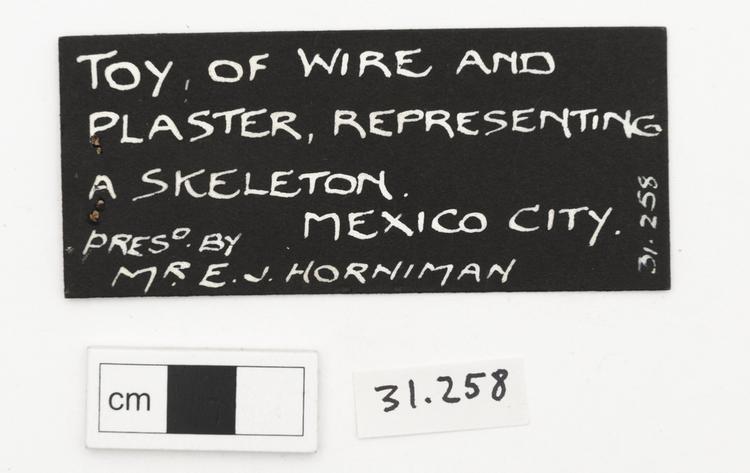 TOY, OF WIRE AND
PLASTER, REPRESENTING
A SKELETON.
MEXICO CITY.
PRESD. BY
MR. E. J. HORNIMAN
31.258
cm
31.258